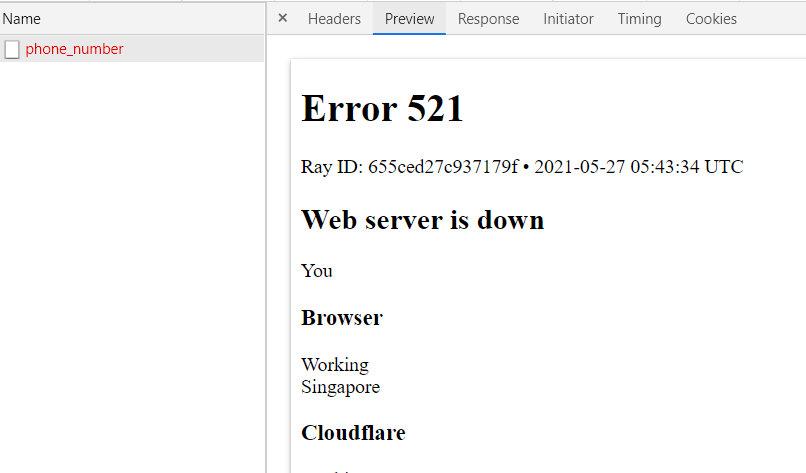 Name
× Headers Preview Response Initiator Timing Cookies
phone_number
Error 521
Ray ID: 655ced27c937179f • 2021-05-27 05:43:34 UTC
Web server is down
You
Browser
Working
Singapore
Cloudflare